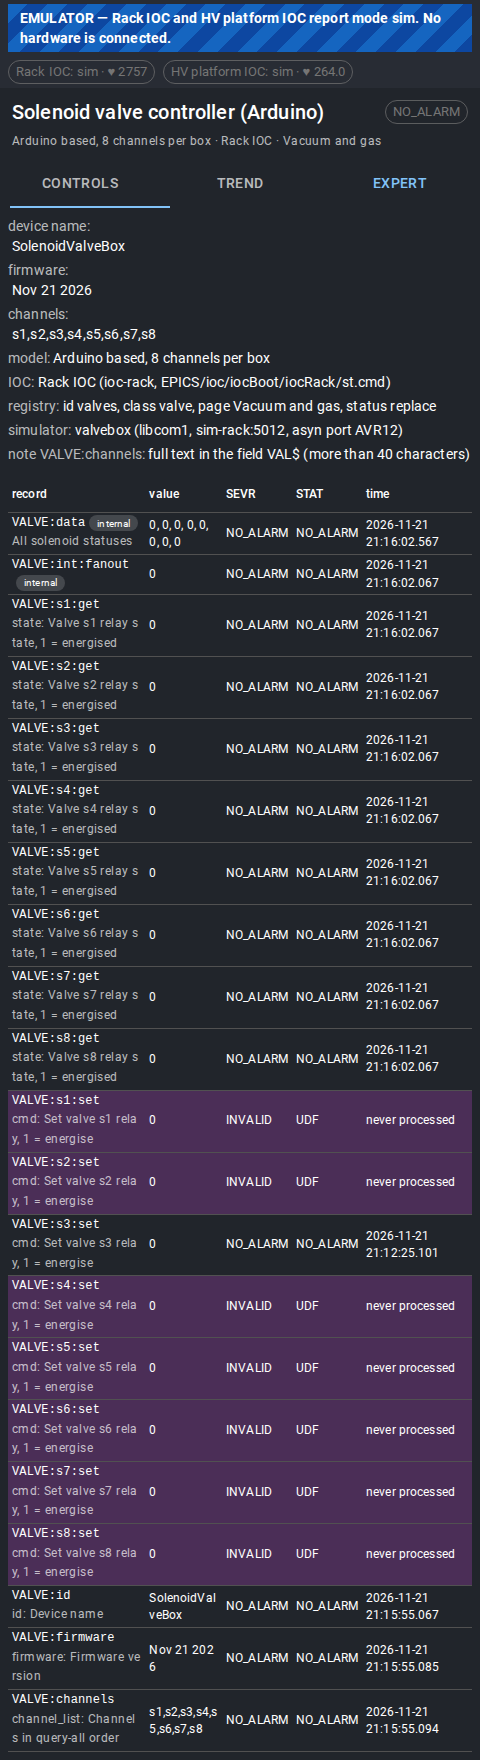 EMULATOR — Rack IOC and HV platform IOC report mode sim. No
hardware is connected.
Rack IOC: sim · ♥ 2757
HV platform IOC: sim · ♥ 264.0
Solenoid valve controller (Arduino)
NO_ALARM
Arduino based, 8 channels per box · Rack IOC · Vacuum and gas
CONTROLS
TREND
EXPERT
device name:
SolenoidValveBox
firmware:
Nov 21 2026
channels:
s1,s2,s3,s4,s5,s6,s7,s8
model: Arduino based, 8 channels per box
IOC: Rack IOC (ioc-rack, EPICS/ioc/iocBoot/iocRack/st.cmd)
registry: id valves, class valve, page Vacuum and gas, status replace
simulator: valvebox (libcom1, sim-rack:5012, asyn port AVR12)
note VALVE:channels: full text in the field VAL$ (more than 40 characters)
record value SEVR STAT time
VALVE:data internal
All solenoid statuses
0, 0, 0, 0, 0,
0, 0, 0
NO_ALARM NO_ALARM
2026-11-21
21:16:02.567
VALVE:int:fanout
internal
0
NO_ALARM NO_ALARM
2026-11-21
21:16:02.067
VALVE:s1:get
state: Valve s1 relay s
tate, 1 = energised
0
NO_ALARM NO_ALARM
2026-11-21
21:16:02.067
VALVE:s2:get
state: Valve s2 relay s
tate, 1 = energised
0
NO_ALARM NO_ALARM
2026-11-21
21:16:02.067
VALVE:s3:get
state: Valve s3 relay s
tate, 1 = energised
0
NO_ALARM NO_ALARM
2026-11-21
21:16:02.067
VALVE:s4:get
state: Valve s4 relay s
tate, 1 = energised
0
NO_ALARM NO_ALARM
2026-11-21
21:16:02.067
VALVE:s5:get
state: Valve s5 relay s
tate, 1 = energised
0
NO_ALARM NO_ALARM
2026-11-21
21:16:02.067
VALVE:s6:get
state: Valve s6 relay s
tate, 1 = energised
0
NO_ALARM NO_ALARM
2026-11-21
21:16:02.067
VALVE:s7:get
state: Valve s7 relay s
tate, 1 = energised
0
NO_ALARM NO_ALARM
2026-11-21
21:16:02.067
VALVE:s8:get
state: Valve s8 relay s
tate, 1 = energised
0
NO_ALARM NO_ALARM
2026-11-21
21:16:02.067
VALVE:s1:set
cmd: Set valve s1 rela
y, 1 = energise
0
INVALID UDF never processed
VALVE:s2:set
cmd: Set valve s2 rela
y, 1 = energise
0
INVALID UDF never processed
VALVE:s3:set
cmd: Set valve s3 rela
y, 1 = energise
0
NO_ALARM NO_ALARM
2026-11-21
21:12:25.101
VALVE:s4:set
cmd: Set valve s4 rela
y, 1 = energise
0
INVALID UDF never processed
VALVE:s5:set
cmd: Set valve s5 rela
y, 1 = energise
0
INVALID UDF never processed
VALVE:s6:set
cmd: Set valve s6 rela
y, 1 = energise
0
INVALID UDF never processed
VALVE:s7:set
cmd: Set valve s7 rela
y, 1 = energise
0
INVALID UDF never processed
VALVE:s8:set
cmd: Set valve s8 rela
y, 1 = energise
0
INVALID UDF never processed
VALVE:id
id: Device name
SolenoidVal
veBox
NO_ALARM NO_ALARM
2026-11-21
21:15:55.067
VALVE:firmware
firmware: Firmware ve
rsion
Nov 21 202
6
NO_ALARM NO_ALARM
2026-11-21
21:15:55.085
VALVE:channels
channel_list: Channel
s in query-all order
s1,s2,s3,s4,s
5,s6,s7,s8
NO_ALARM NO_ALARM
2026-11-21
21:15:55.094